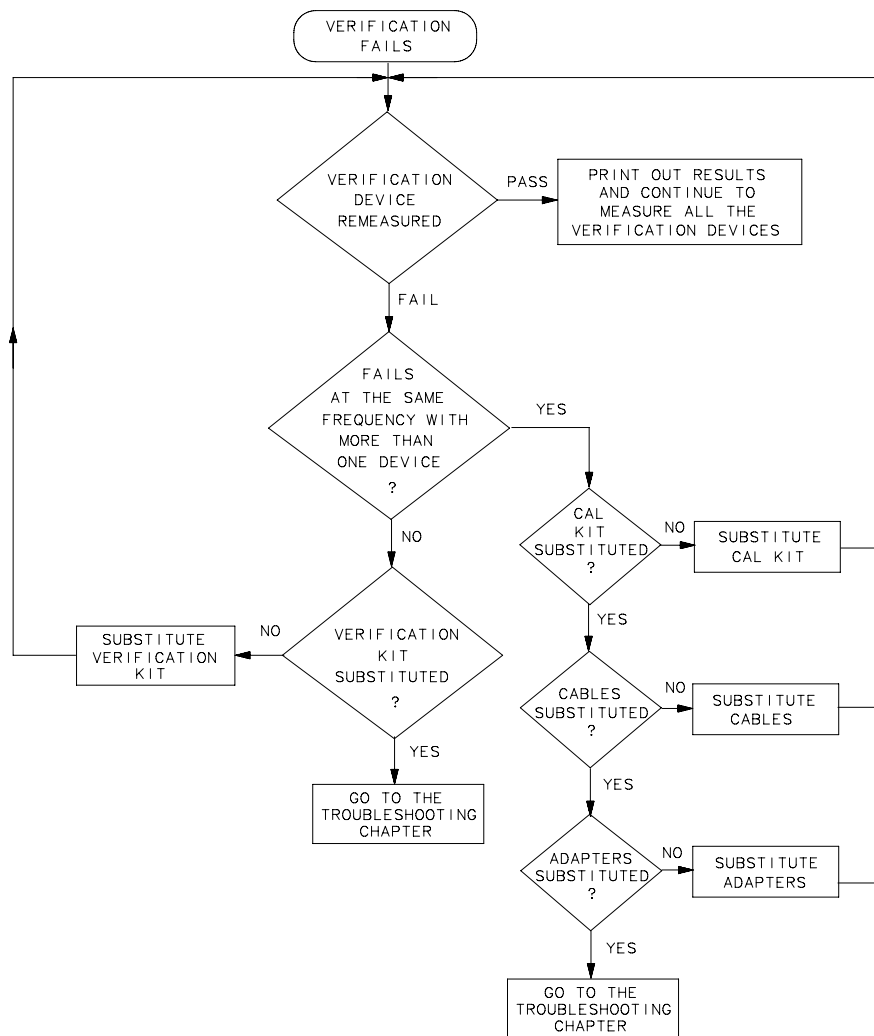 VERIFICATION
FAILS
VERIFICATION
DEVICE
REMEASURED
PASS
PRINT OUT RESULTS
AND CONTINUE TO
MEASURE ALL THE
VERIFICATION DEVICES
FAIL
FAILS
AT THE SAME
FREQUENCY WITH
MORE THAN
ONE DEVICE
?
YES
NO
CAL
KIT
SUBSTITUTED
?
NO
SUBSTITUTE
CAL KIT
YES
VERIFICATION
KIT
SUBSTITUTED
?
NO
SUBSTITUTE
VERIFICATION
KIT
YES
GO TO THE
TROUBLESHOOTING
CHAPTER
CABLES
SUBSTITUTED
?
NO
SUBSTITUTE
CABLES
YES
ADAPTERS
SUBSTITUTED
?
NO
SUBSTITUTE
ADAPTERS
YES
GO TO THE
TROUBLESHOOTING
CHAPTER